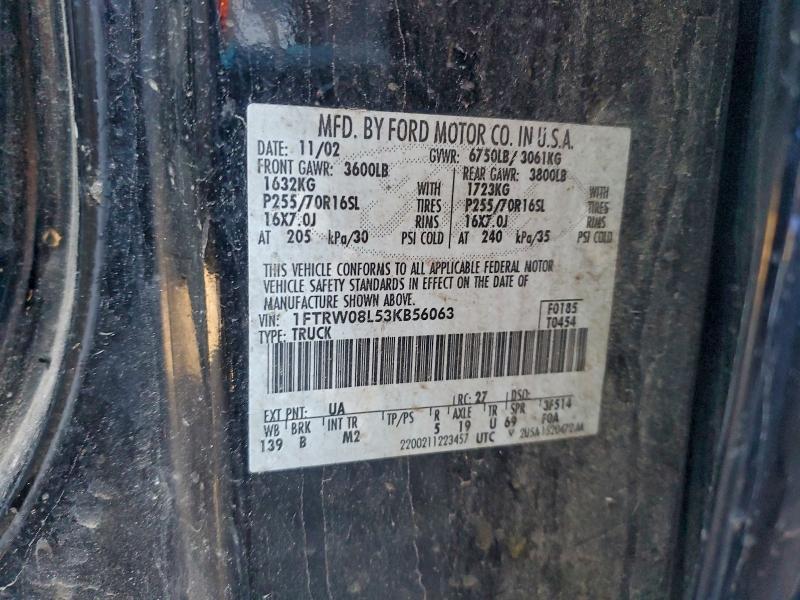 MFD. BY FORD MOTOR CO. IN U.S.A.
DATE: 11/02 GVWR: 6750LB/ 3061KG
FRONT GAWR: 3600LB REAR GAWR: 3800LB
1632KG WITH 1723KG WITH
P255/70R16SL TIRES P255/70R16SL TIRES
16X7.0J RIMS 16X7.0J RIMS
AT 205 kPa/30 PSI COLD AT 240 kPa/35 PSI COLD
THIS VEHICLE CONFORMS TO ALL APPLICABLE FEDERAL MOTOR
VEHICLE SAFETY STANDARDS IN EFFECT ON THE DATE OF
MANUFACTURE SHOWN ABOVE.
VIN: 1FTRW08L53KB56063 F0185
TYPE: TRUCK T0454
EXT PNT: UA RC: 27 DSO:
WB BRK INT TR TP/PS R AXLE TR SPR 3F514
139 B M2 5 19 U 69 FOA
2200211223457 UTC